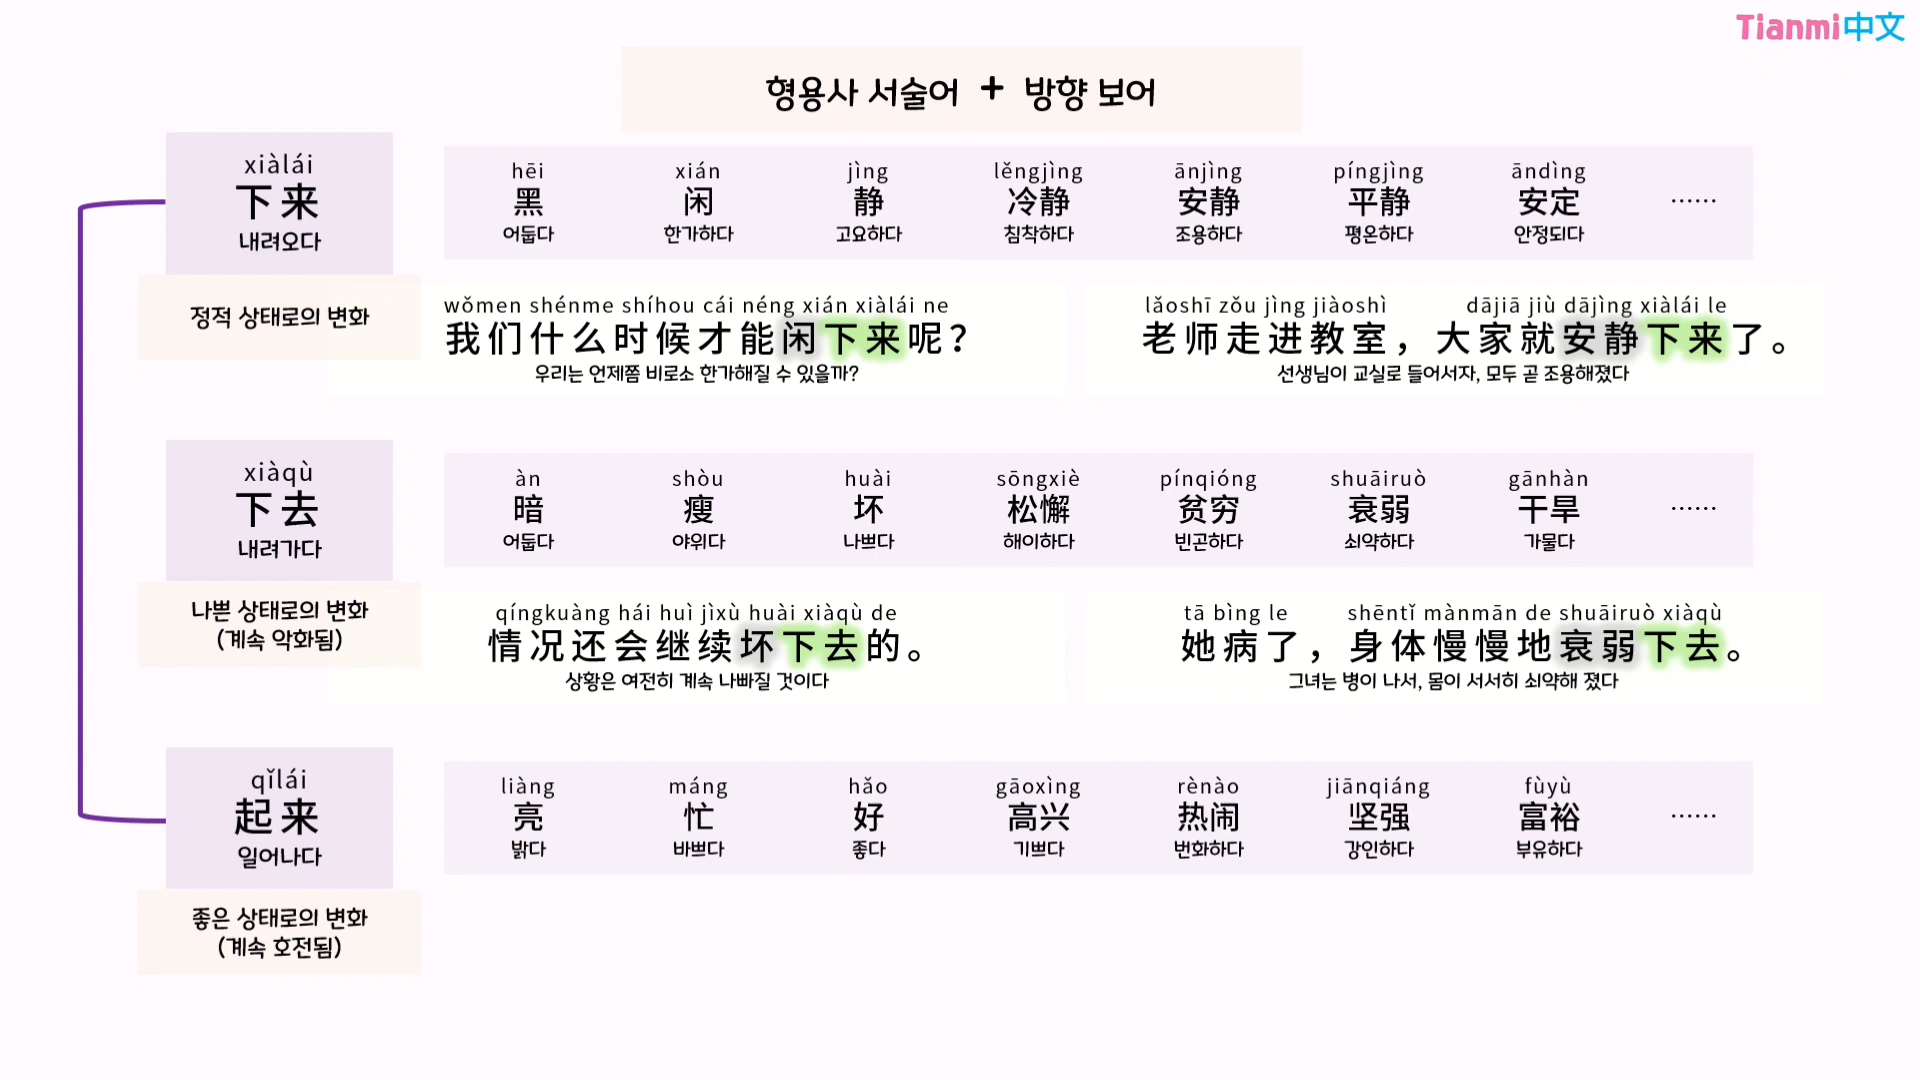 Tianmi中文
형용사 서술어 + 방향 보어
xiàlái
下来
내려오다
정적 상태로의 변화
hēi xián jìng lěngjìng ānjìng píngjìng āndìng
黑 闲 静 冷静 安静 平静 安定 ······
어둡다 한가하다 고요하다 침착하다 조용하다 평온하다 안정되다
wǒmen shénme shíhou cái néng xián xiàlái ne
我们什么时候才能闲下来呢?
우리는 언제쯤 비로소 한가해질 수 있을까?
lǎoshī zǒu jìng jiàoshì dājiā jiù dājìng xiàlái le
老师走进教室，大家就安静下来了。
선생님이 교실로 들어서자, 모두 곧 조용해졌다
xiàqù
下去
내려가다
나쁜 상태로의 변화
(계속 악화됨)
àn shòu huài sōngxiè pínqióng shuāiruò gānhàn
暗 瘦 坏 松懈 贫穷 衰弱 干旱 ······
어둡다 야위다 나쁘다 해이하다 빈곤하다 쇠약하다 가물다
qíngkuàng hái huì jìxù huài xiàqù de
情况还会继续坏下去的。
상황은 여전히 계속 나빠질 것이다
tā bìng le shēntǐ mànmān de shuāiruò xiàqù
她病了，身体慢慢地衰弱下去。
그녀는 병이 나서, 몸이 서서히 쇠약해 졌다
qǐlái
起来
일어나다
좋은 상태로의 변화
(계속 호전됨)
liàng máng hǎo gāoxìng rènào jiānqiáng fùyù
亮 忙 好 高兴 热闹 坚强 富裕 ······
밝다 바쁘다 좋다 기쁘다 번화하다 강인하다 부유하다